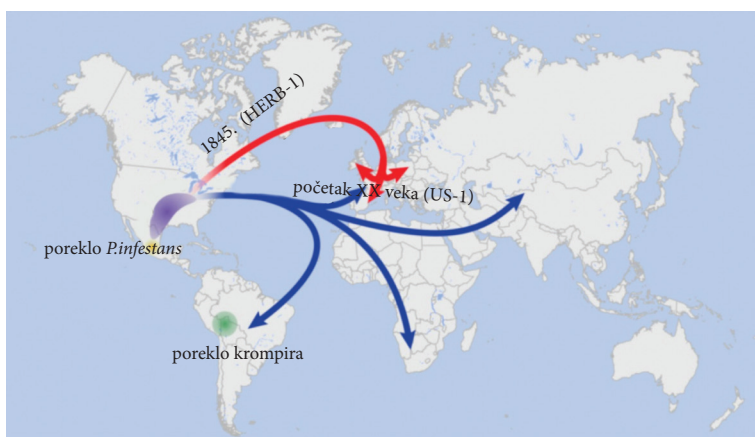 1845. (HERB-1)
početak XX veka (US-1)
poreklo P.infestans
poreklo krompira